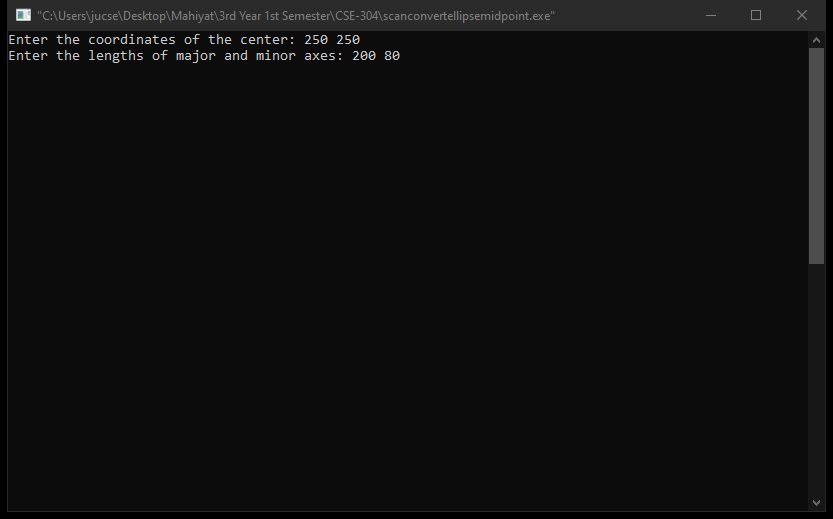 "C:\Users\jucse\Desktop\Mahiyat\3rd Year 1st Semester\CSE-304\scanconvertellipsemidpoint.exe"
Enter the coordinates of the center: 250 250
Enter the lengths of major and minor axes: 200 80